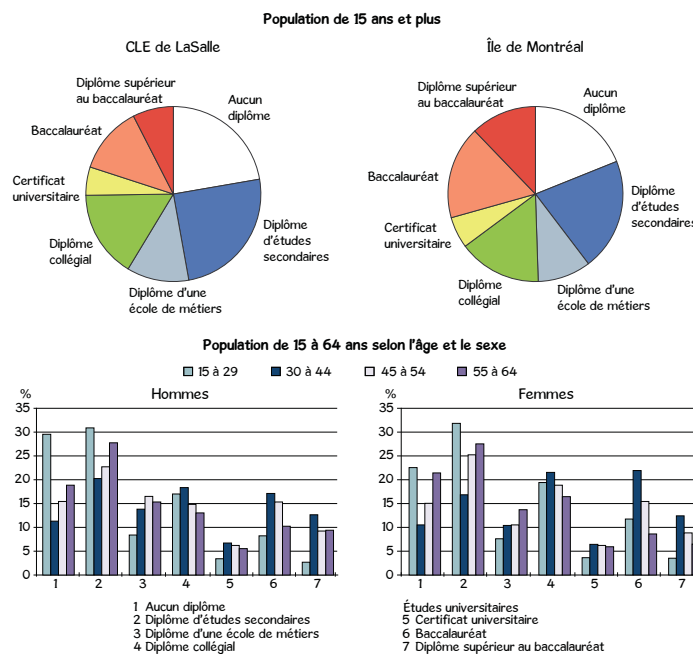 Population de 15 ans et plus
CLE de LaSalle
Diplôme supérieur
au baccalauréat
Aucun
diplôme
Baccalauréat
Certificat
universitaire
Diplôme
collégial
Diplôme d'une
école de métiers
Diplôme
d'études
secondaires
Île de Montréal
Diplôme supérieur
au baccalauréat
Aucun
diplôme
Baccalauréat
Certificat
universitaire
Diplôme
collégial
Diplôme d'une
école de métiers
Diplôme
d'études
secondaires
Population de 15 à 64 ans selon l'âge et le sexe
15 à 29 30 à 44 45 à 54 55 à 64
% Hommes
35
30
25
20
15
10
5
0
1 2 3 4 5 6 7
% Femmes
35
30
25
20
15
10
5
0
1 2 3 4 5 6 7
1 Aucun diplôme
2 Diplôme d'études secondaires
3 Diplôme d'une école de métiers
4 Diplôme collégial
Études universitaires
5 Certificat universitaire
6 Baccalauréat
7 Diplôme supérieur au baccalauréat